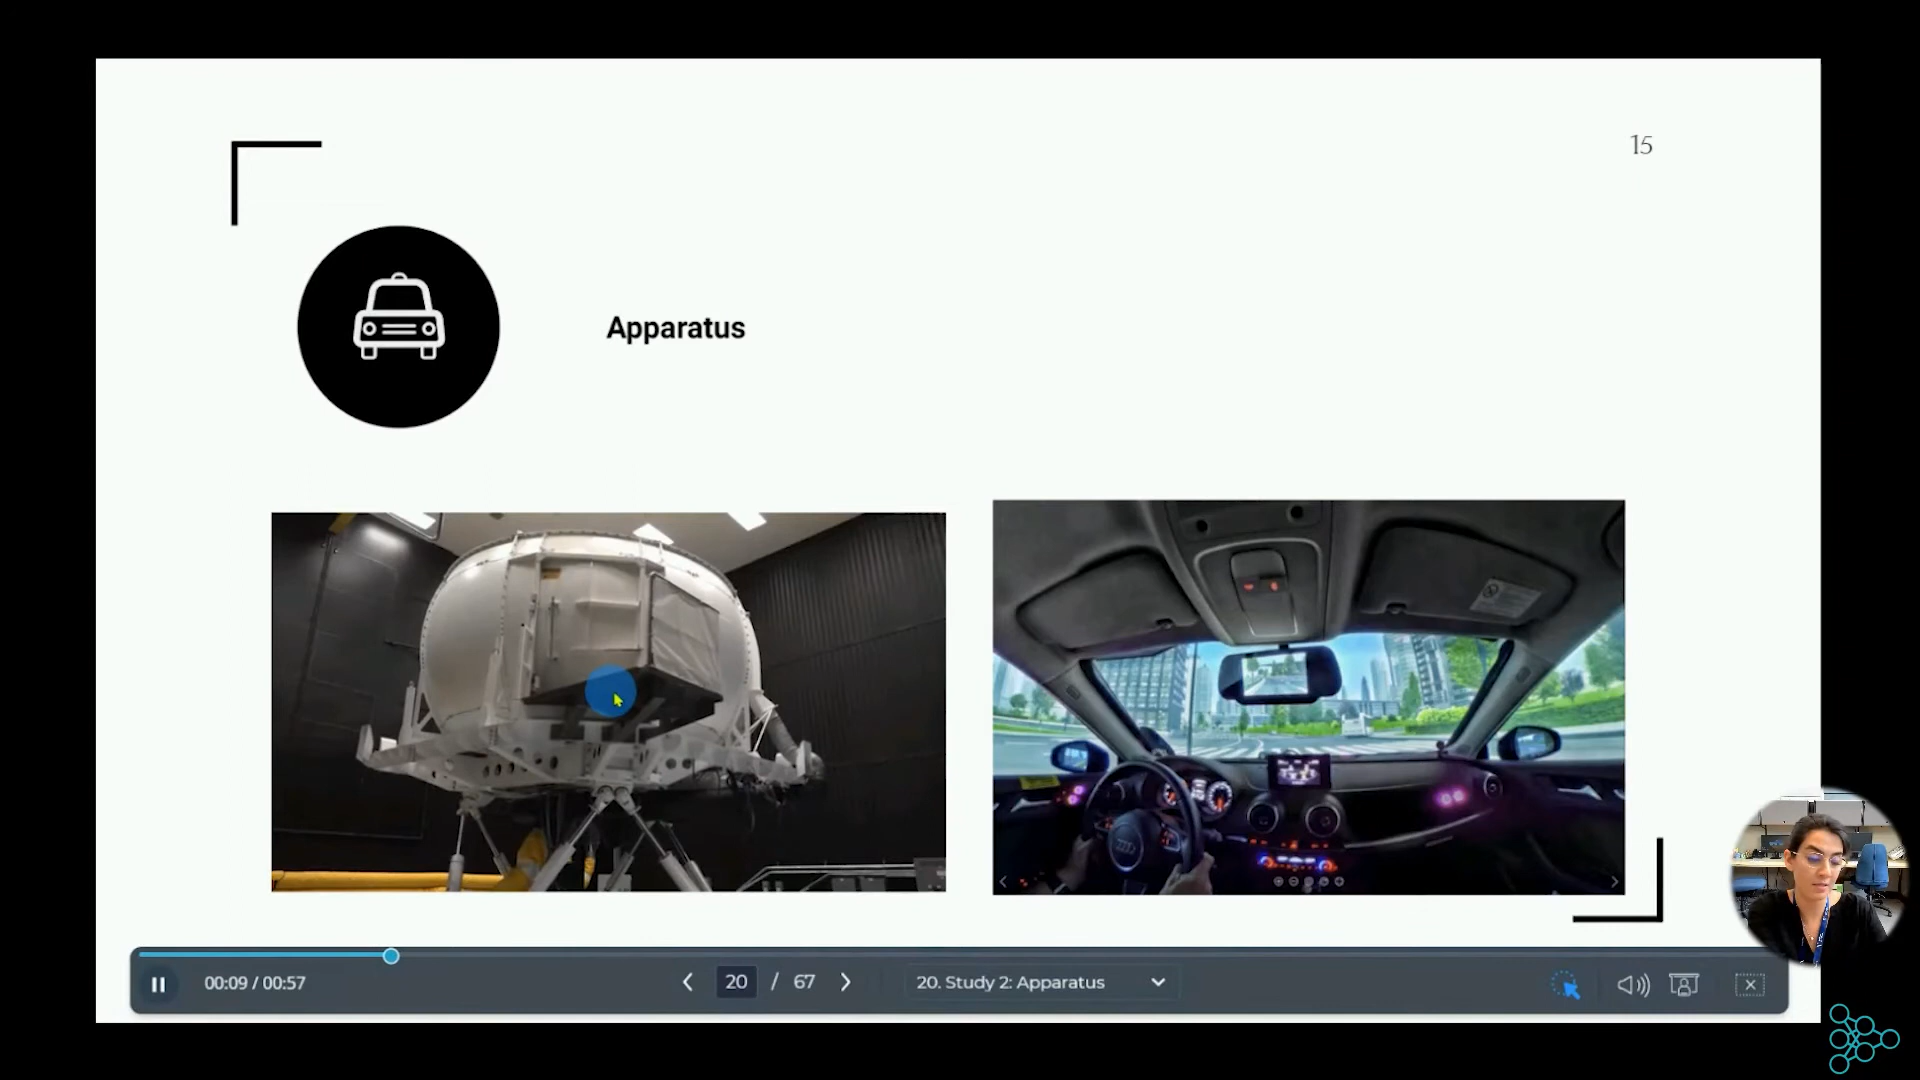 15
Apparatus
00:09 / 00:57
20 / 67
20. Study 2: Apparatus